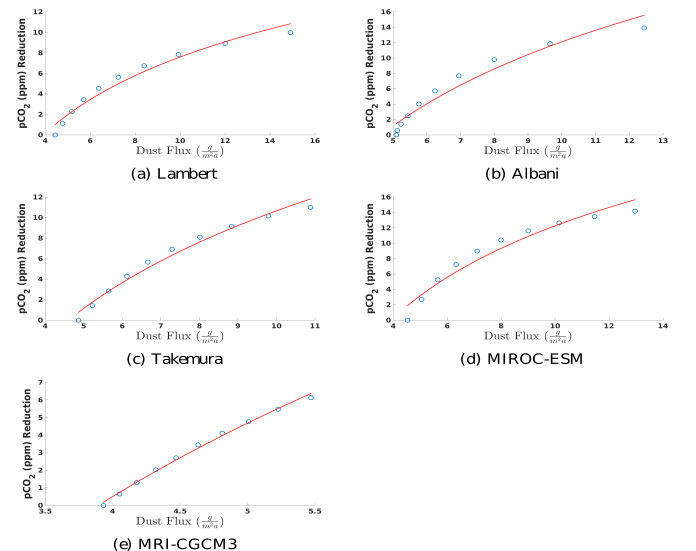 pCO2 (ppm) Reduction
12
10
8
6
4
2
0
4 6 8 10 12 14 16
Dust Flux (g/m²a)
(a) Lambert
pCO2 (ppm) Reduction
16
14
12
10
8
6
4
2
0
5 6 7 8 9 10 11 12 13
Dust Flux (g/m²a)
(b) Albani
pCO2 (ppm) Reduction
12
10
8
6
4
2
0
4 5 6 7 8 9 10 11
Dust Flux (g/m²a)
(c) Takemura
pCO2 (ppm) Reduction
16
14
12
10
8
6
4
2
0
4 6 8 10 12 14
Dust Flux (g/m²a)
(d) MIROC-ESM
pCO2 (ppm) Reduction
7
6
5
4
3
2
1
0
3.5 4 4.5 5 5.5
Dust Flux (g/m²a)
(e) MRI-CGCM3